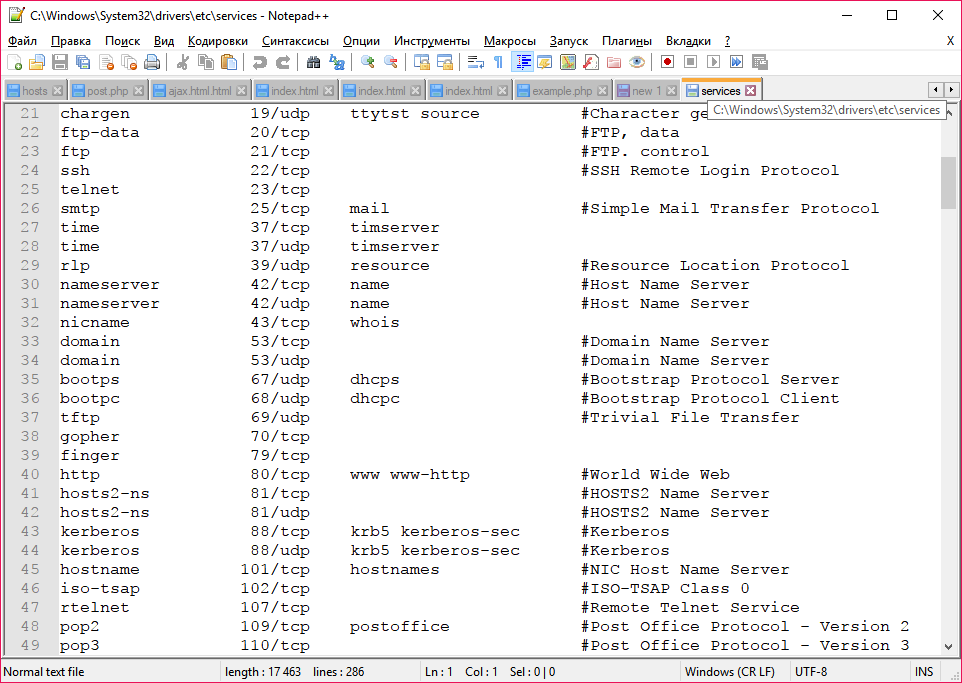 C:\Windows\System32\drivers\etc\services - Notepad++
Файл Правка Поиск Вид Кодировки Синтаксисы Опции Инструменты Макросы Запуск Плагины Вкладки ? X
hosts post.php ajax.html.html index.html index.html index.html example.php new 1 services
C:\Windows\System32\drivers\etc\services
21 chargen 19/udp ttytst source #Character ge
22 ftp-data 20/tcp #FTP, data
23 ftp 21/tcp #FTP. control
24 ssh 22/tcp #SSH Remote Login Protocol
25 telnet 23/tcp
26 smtp 25/tcp mail #Simple Mail Transfer Protocol
27 time 37/tcp timserver
28 time 37/udp timserver
29 rlp 39/udp resource #Resource Location Protocol
30 nameserver 42/tcp name #Host Name Server
31 nameserver 42/udp name #Host Name Server
32 nicname 43/tcp whois
33 domain 53/tcp #Domain Name Server
34 domain 53/udp #Domain Name Server
35 bootps 67/udp dhcps #Bootstrap Protocol Server
36 bootpc 68/udp dhcpc #Bootstrap Protocol Client
37 tftp 69/udp #Trivial File Transfer
38 gopher 70/tcp
39 finger 79/tcp
40 http 80/tcp www www-http #World Wide Web
41 hosts2-ns 81/tcp #HOSTS2 Name Server
42 hosts2-ns 81/udp #HOSTS2 Name Server
43 kerberos 88/tcp krb5 kerberos-sec #Kerberos
44 kerberos 88/udp krb5 kerberos-sec #Kerberos
45 hostname 101/tcp hostnames #NIC Host Name Server
46 iso-tsap 102/tcp #ISO-TSAP Class 0
47 rtelnet 107/tcp #Remote Telnet Service
48 pop2 109/tcp postoffice #Post Office Protocol - Version 2
49 pop3 110/tcp #Post Office Protocol - Version 3
Normal text file length : 17 463 lines : 286 Ln : 1 Col : 1 Sel : 0 | 0 Windows (CR LF) UTF-8 INS